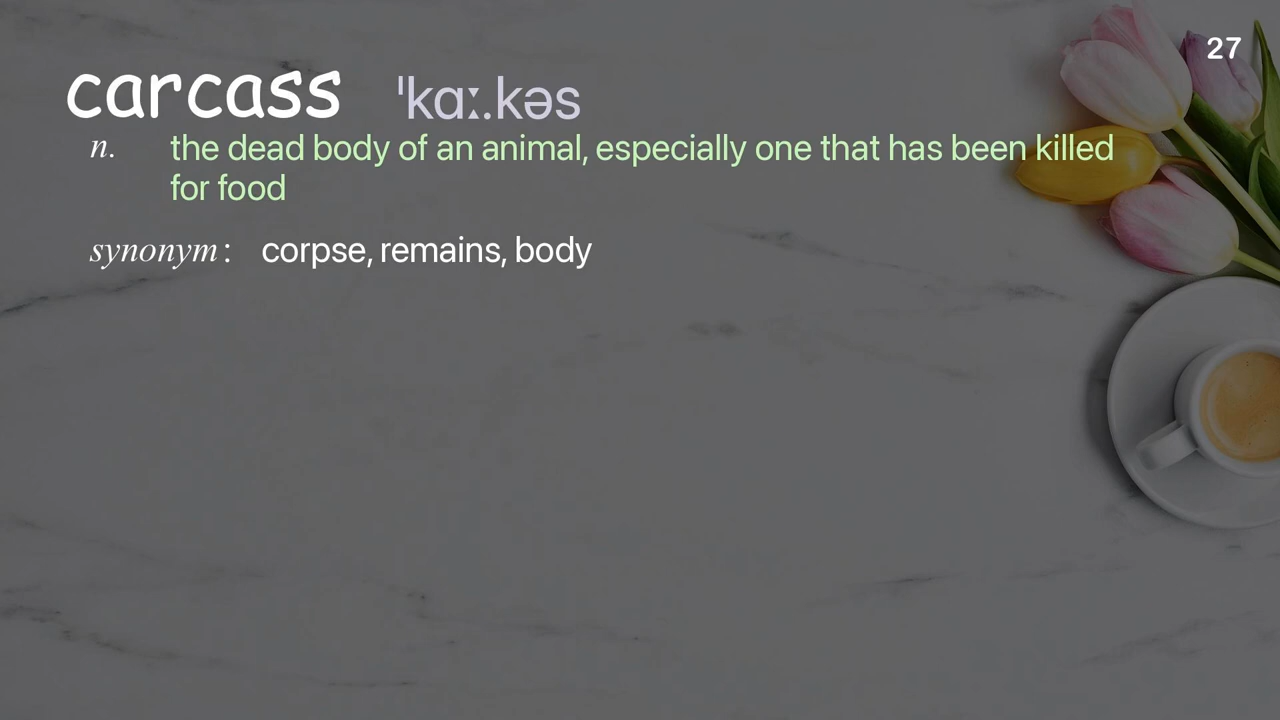 27
carcass ˈkɑː.kəs
n. the dead body of an animal, especially one that has been killed
for food
synonym: corpse, remains, body